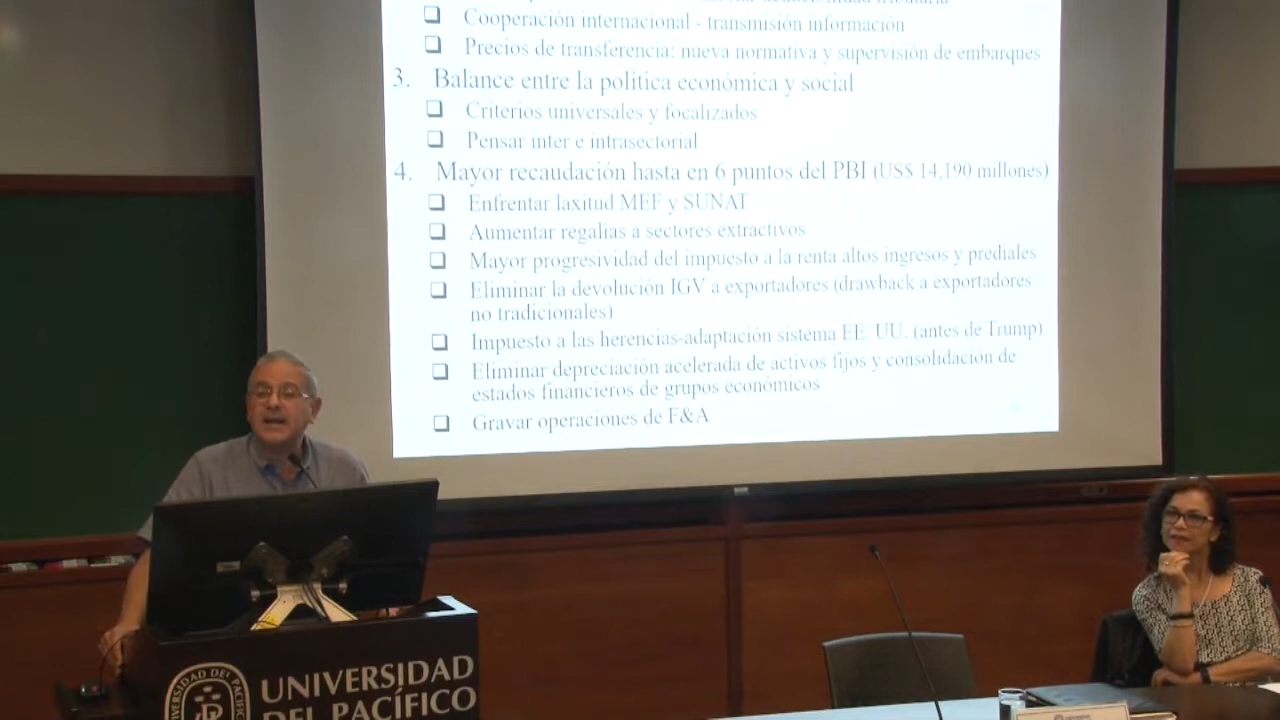 deducibilidad tributaria
❑ Cooperación internacional - transmisión información
❑ Precios de transferencia: nueva normativa y supervisión de embarques
3. Balance entre la política económica y social
❑ Criterios universales y focalizados
❑ Pensar inter e intrasectorial
4. Mayor recaudación hasta en 6 puntos del PBI (US$ 14,190 millones)
❑ Enfrentar laxitud MEF y SUNAT
❑ Aumentar regalías a sectores extractivos
❑ Mayor progresividad del impuesto a la renta altos ingresos y prediales
❑ Eliminar la devolución IGV a exportadores (drawback a exportadores
no tradicionales)
❑ Impuesto a las herencias-adaptación sistema EE. UU. (antes de Trump)
❑ Eliminar depreciación acelerada de activos fijos y consolidación de
estados financieros de grupos económicos
❑ Gravar operaciones de F&A
UNIVERSIDAD
DEL PACÍFICO